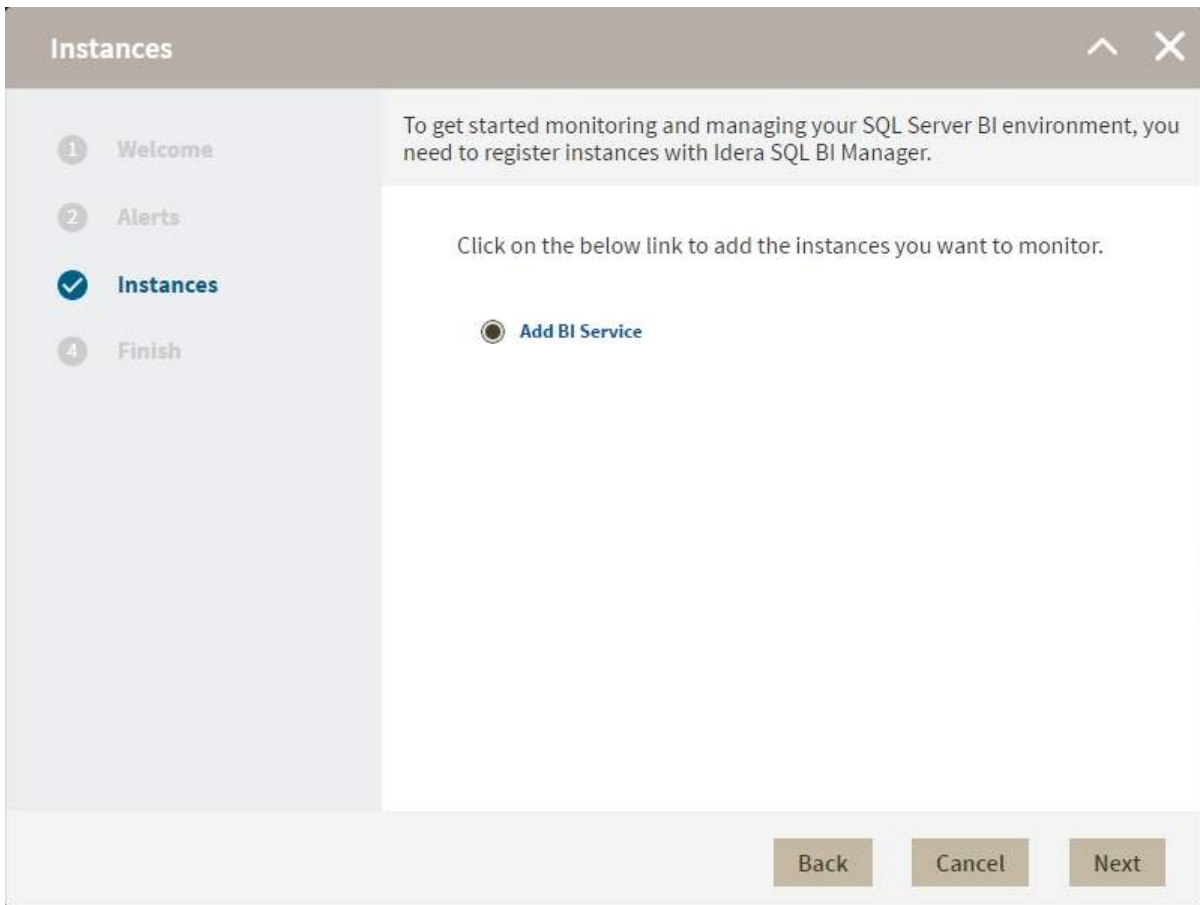 Instances
1 Welcome
2 Alerts
Instances
4 Finish
To get started monitoring and managing your SQL Server BI environment, you
need to register instances with Idera SQL BI Manager.
Click on the below link to add the instances you want to monitor.
Add BI Service
Back Cancel Next